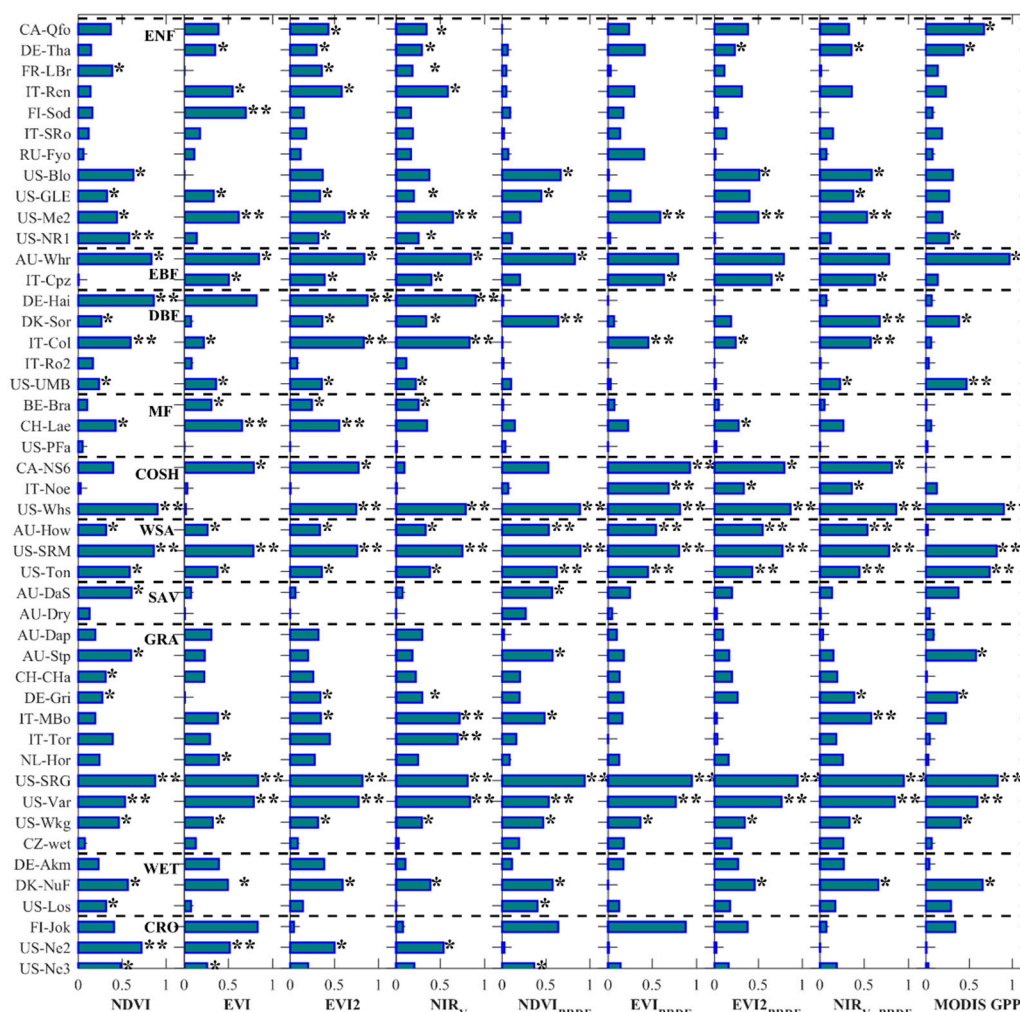 CA-Qfo ENF
DE-Tha
FR-LBr
IT-Ren
FI-Sod
IT-SRo
RU-Fyo
US-Blo
US-GLE
US-Me2
US-NR1
AU-Whr
IT-Cpz EBF
DE-Hai
DK-Sor DBF
IT-Col
IT-Ro2
US-UMB
BE-Bra MF
CH-Lae
US-PFa
CA-NS6 COSH
IT-Noe
US-Whs
AU-How WSA
US-SRM
US-Ton
AU-DaS SAV
AU-Dry
AU-Dap GRA
AU-Stp
CH-CHa
DE-Gri
IT-MBo
IT-Tor
NL-Hor
US-SRG
US-Var
US-Wkg
CZ-wet
DE-Akm WET
DK-NuF
US-Los
FI-Jok CRO
US-Ne2
US-Ne3
0 0.5 1 0 0.5 1 0 0.5 1 0 0.5 1 0 0.5 1 0 0.5 1 0 0.5 1 0 0.5 1 0 0.5 1
NDVI EVI EVI2 NIR NDVI EVI EVI2 NIR MODIS GPP